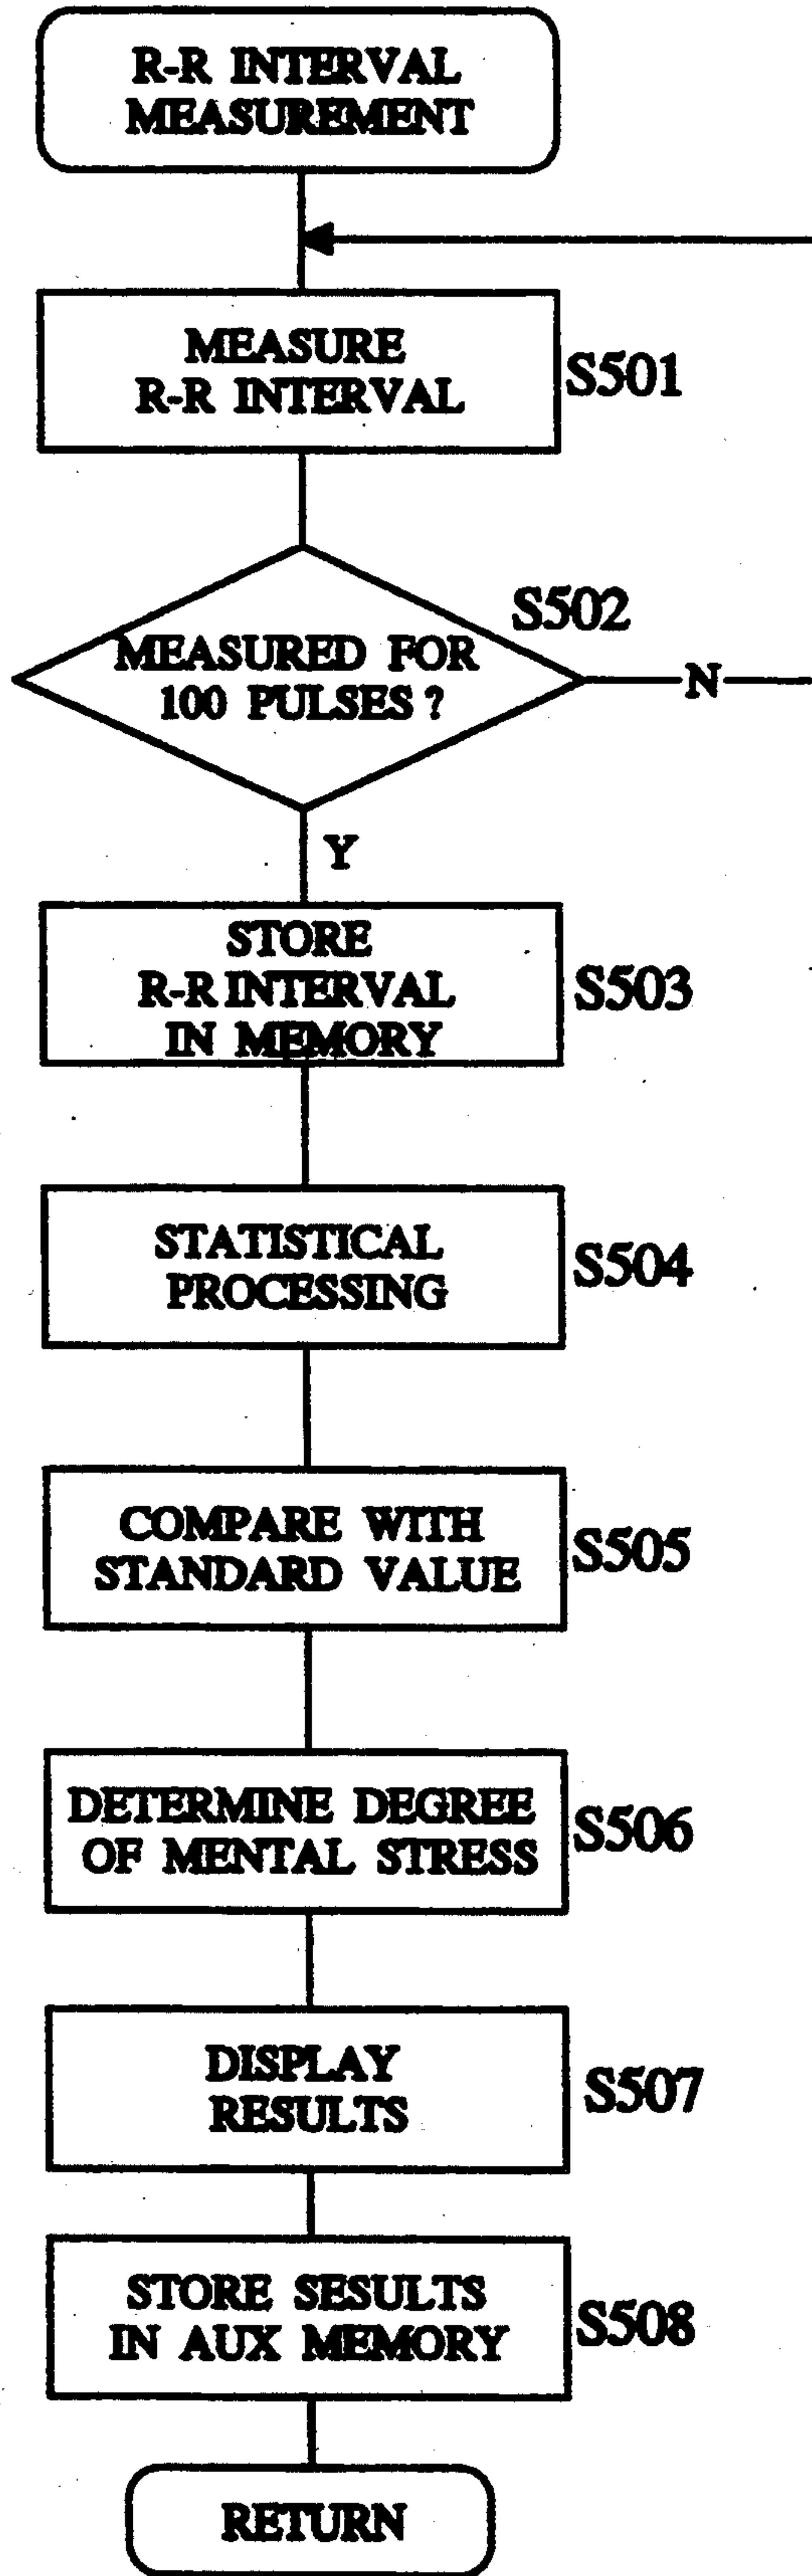 R-R INTERVAL
MEASUREMENT
MEASURE
R-R INTERVAL
S501
S502
MEASURED FOR
100 PULSES ?
N
Y
STORE
R-R INTERVAL
IN MEMORY
S503
STATISTICAL
PROCESSING
S504
COMPARE WITH
STANDARD VALUE
S505
DETERMINE DEGREE
OF MENTAL STRESS
S506
DISPLAY
RESULTS
S507
STORE SESULTS
IN AUX MEMORY
S508
RETURN